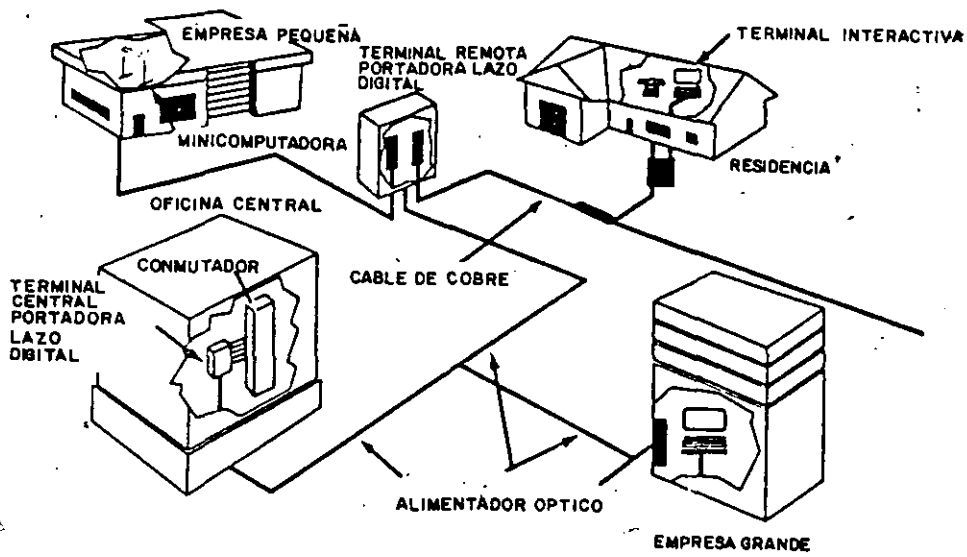 EMPRESA PEQUEÑA
TERMINAL REMOTA
PORTADORA LAZO
DIGITAL
TERMINAL INTERACTIVA
MINICOMPUTADORA
RESIDENCIA
OFICINA CENTRAL
CONMUTADOR
CABLE DE COBRE
TERMINAL
CENTRAL
PORTADORA
LAZO
DIGITAL
ALIMENTADOR OPTICO
EMPRESA GRANDE